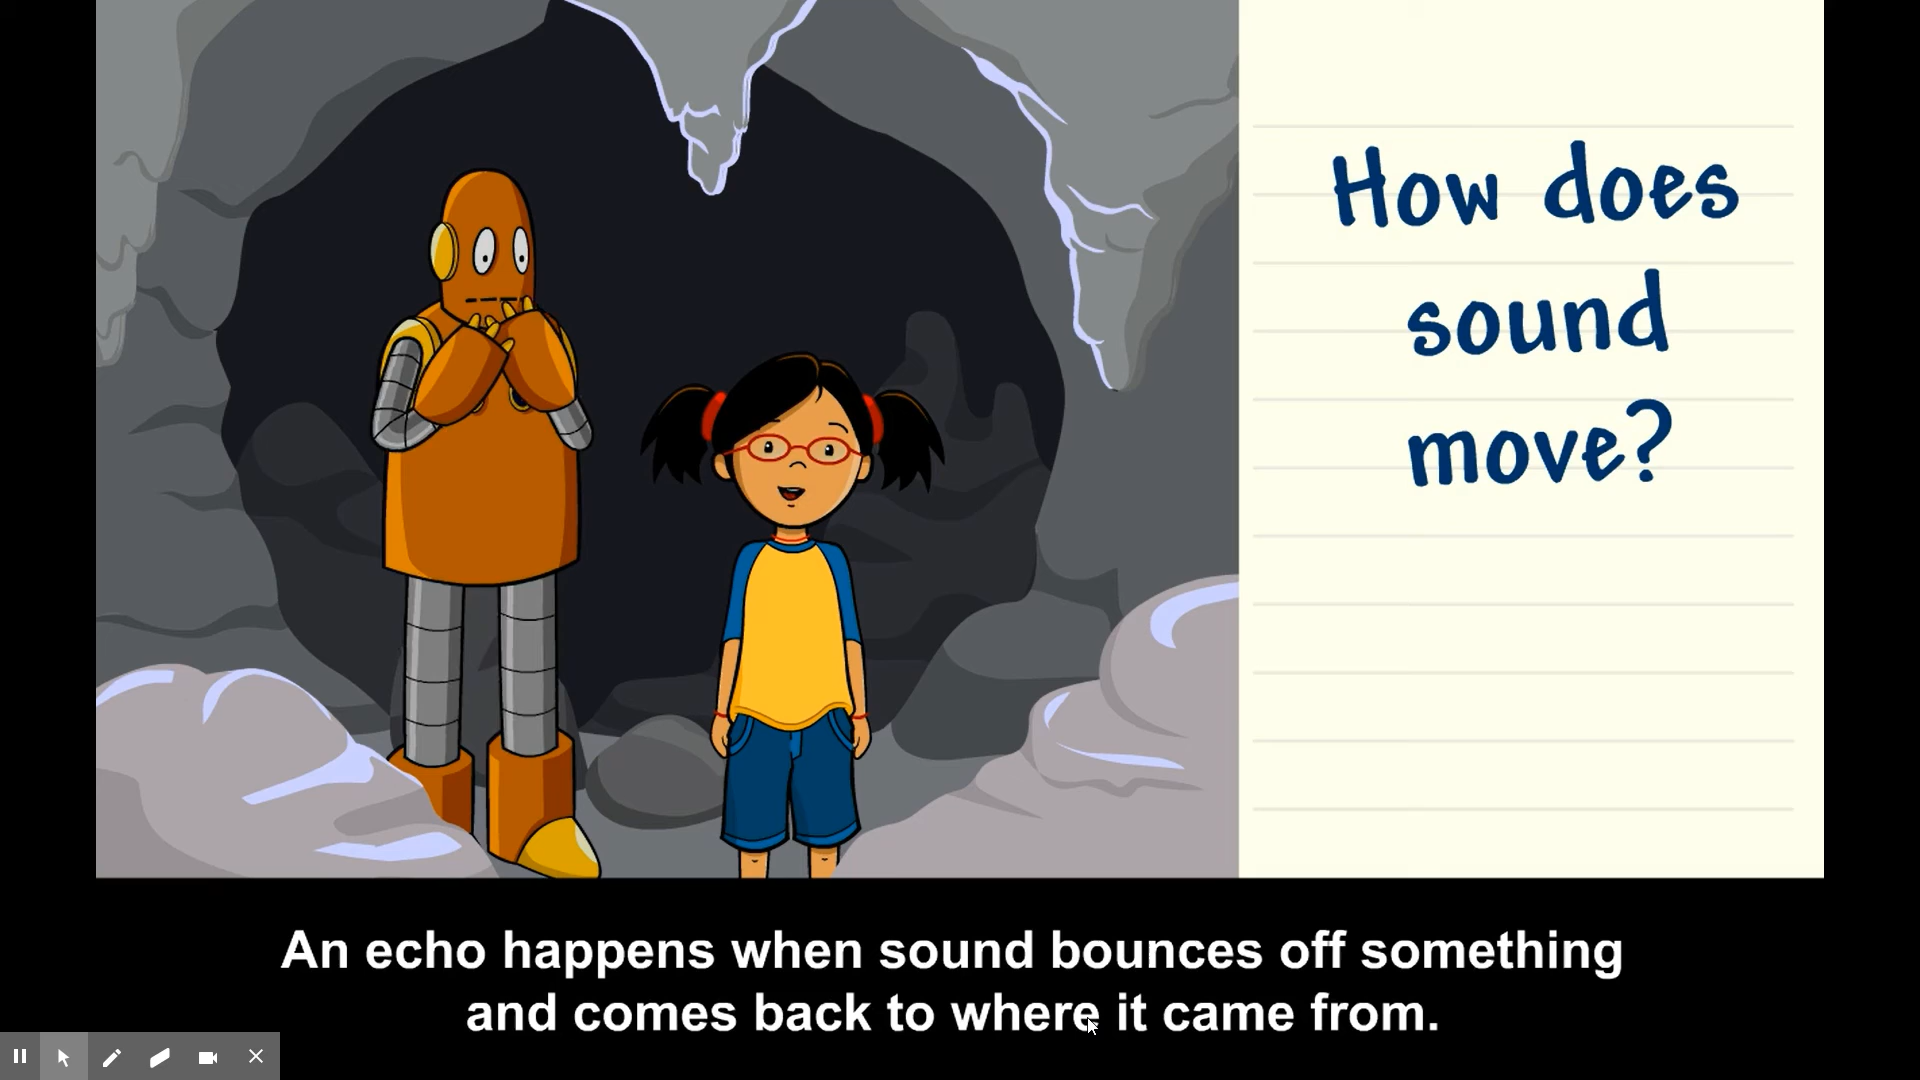 How does
sound
move?
An echo happens when sound bounces off something
and comes back to where it came from.